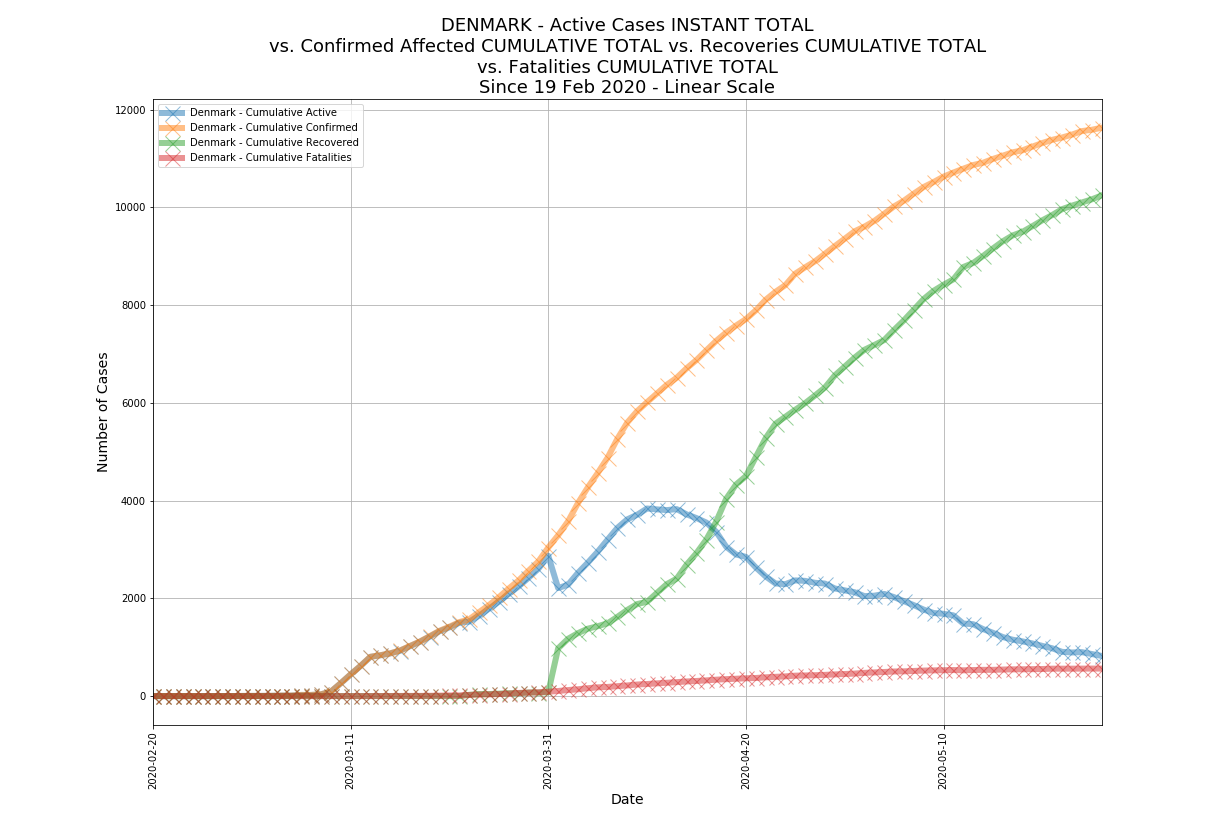 DENMARK - Active Cases INSTANT TOTAL
vs. Confirmed Affected CUMULATIVE TOTAL vs. Recoveries CUMULATIVE TOTAL
vs. Fatalities CUMULATIVE TOTAL
Since 19 Feb 2020 - Linear Scale
Denmark - Cumulative Active
Denmark - Cumulative Confirmed
Denmark - Cumulative Recovered
Denmark - Cumulative Fatalities
Number of Cases
12000
10000
8000
6000
4000
2000
0
2020-02-20
2020-03-11
2020-03-31
2020-04-20
2020-05-10
Date